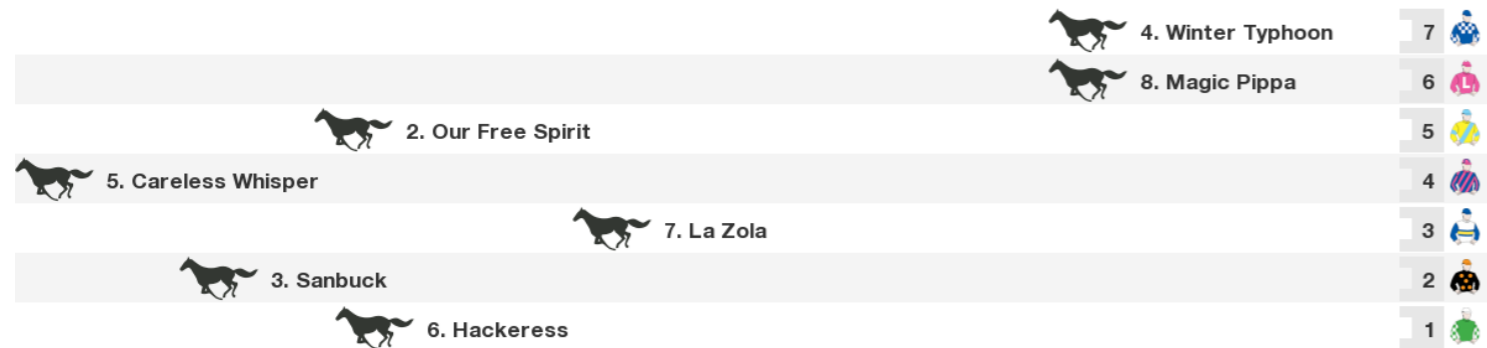 4. Winter Typhoon 7
8. Magic Pippa 6 L
2. Our Free Spirit 5
5. Careless Whisper 4
7. La Zola 3
3. Sanbuck 2
6. Hackeress 1